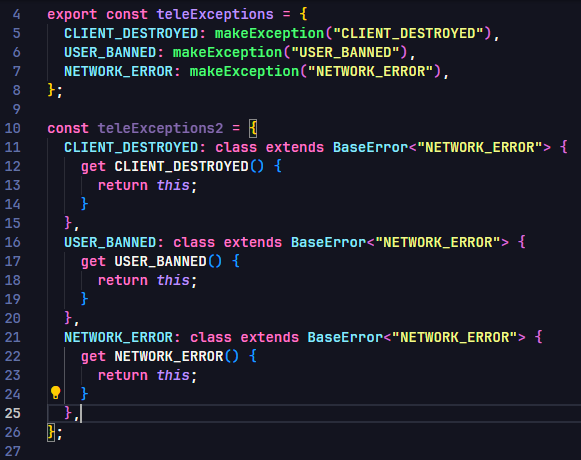 4 export const teleExceptions = {
5   CLIENT_DESTROYED: makeException("CLIENT_DESTROYED"),
6   USER_BANNED: makeException("USER_BANNED"),
7   NETWORK_ERROR: makeException("NETWORK_ERROR"),
8 };
9
10 const teleExceptions2 = {
11   CLIENT_DESTROYED: class extends BaseError<"NETWORK_ERROR"> {
12     get CLIENT_DESTROYED() {
13       return this;
14     }
15   },
16   USER_BANNED: class extends BaseError<"NETWORK_ERROR"> {
17     get USER_BANNED() {
18       return this;
19     }
20   },
21   NETWORK_ERROR: class extends BaseError<"NETWORK_ERROR"> {
22     get NETWORK_ERROR() {
23       return this;
24     }
25   },
26 };
27